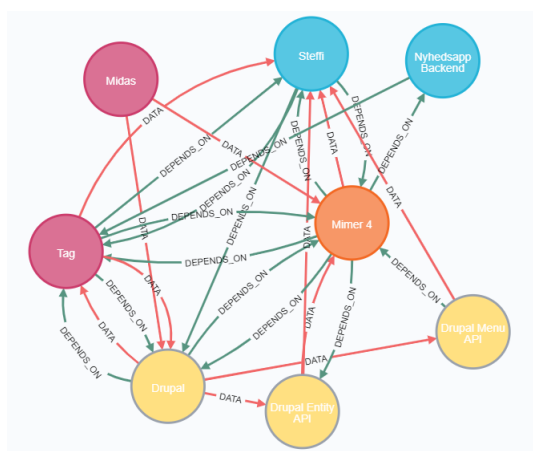 Steffi
Nyhedsapp
Backend
Midas
DATA
DATA
DATA
DEPENDS_ON
DEPENDS_ON
DEPENDS_ON
DEPENDS_ON
DEPENDS_ON
DEPENDS_ON
DEPENDS_ON
DATA
DEPENDS_ON
Mimer 4
Tag
DATA
DATA
DEPENDS_ON
DATA
DEPENDS_ON
DATA
DEPENDS_ON
DEPENDS_ON
DEPENDS_ON
DEPENDS_ON
DEPENDS_ON
DATA
DATA
Drupal Menu
API
DATA
Drupal
DATA
Drupal Entity
API